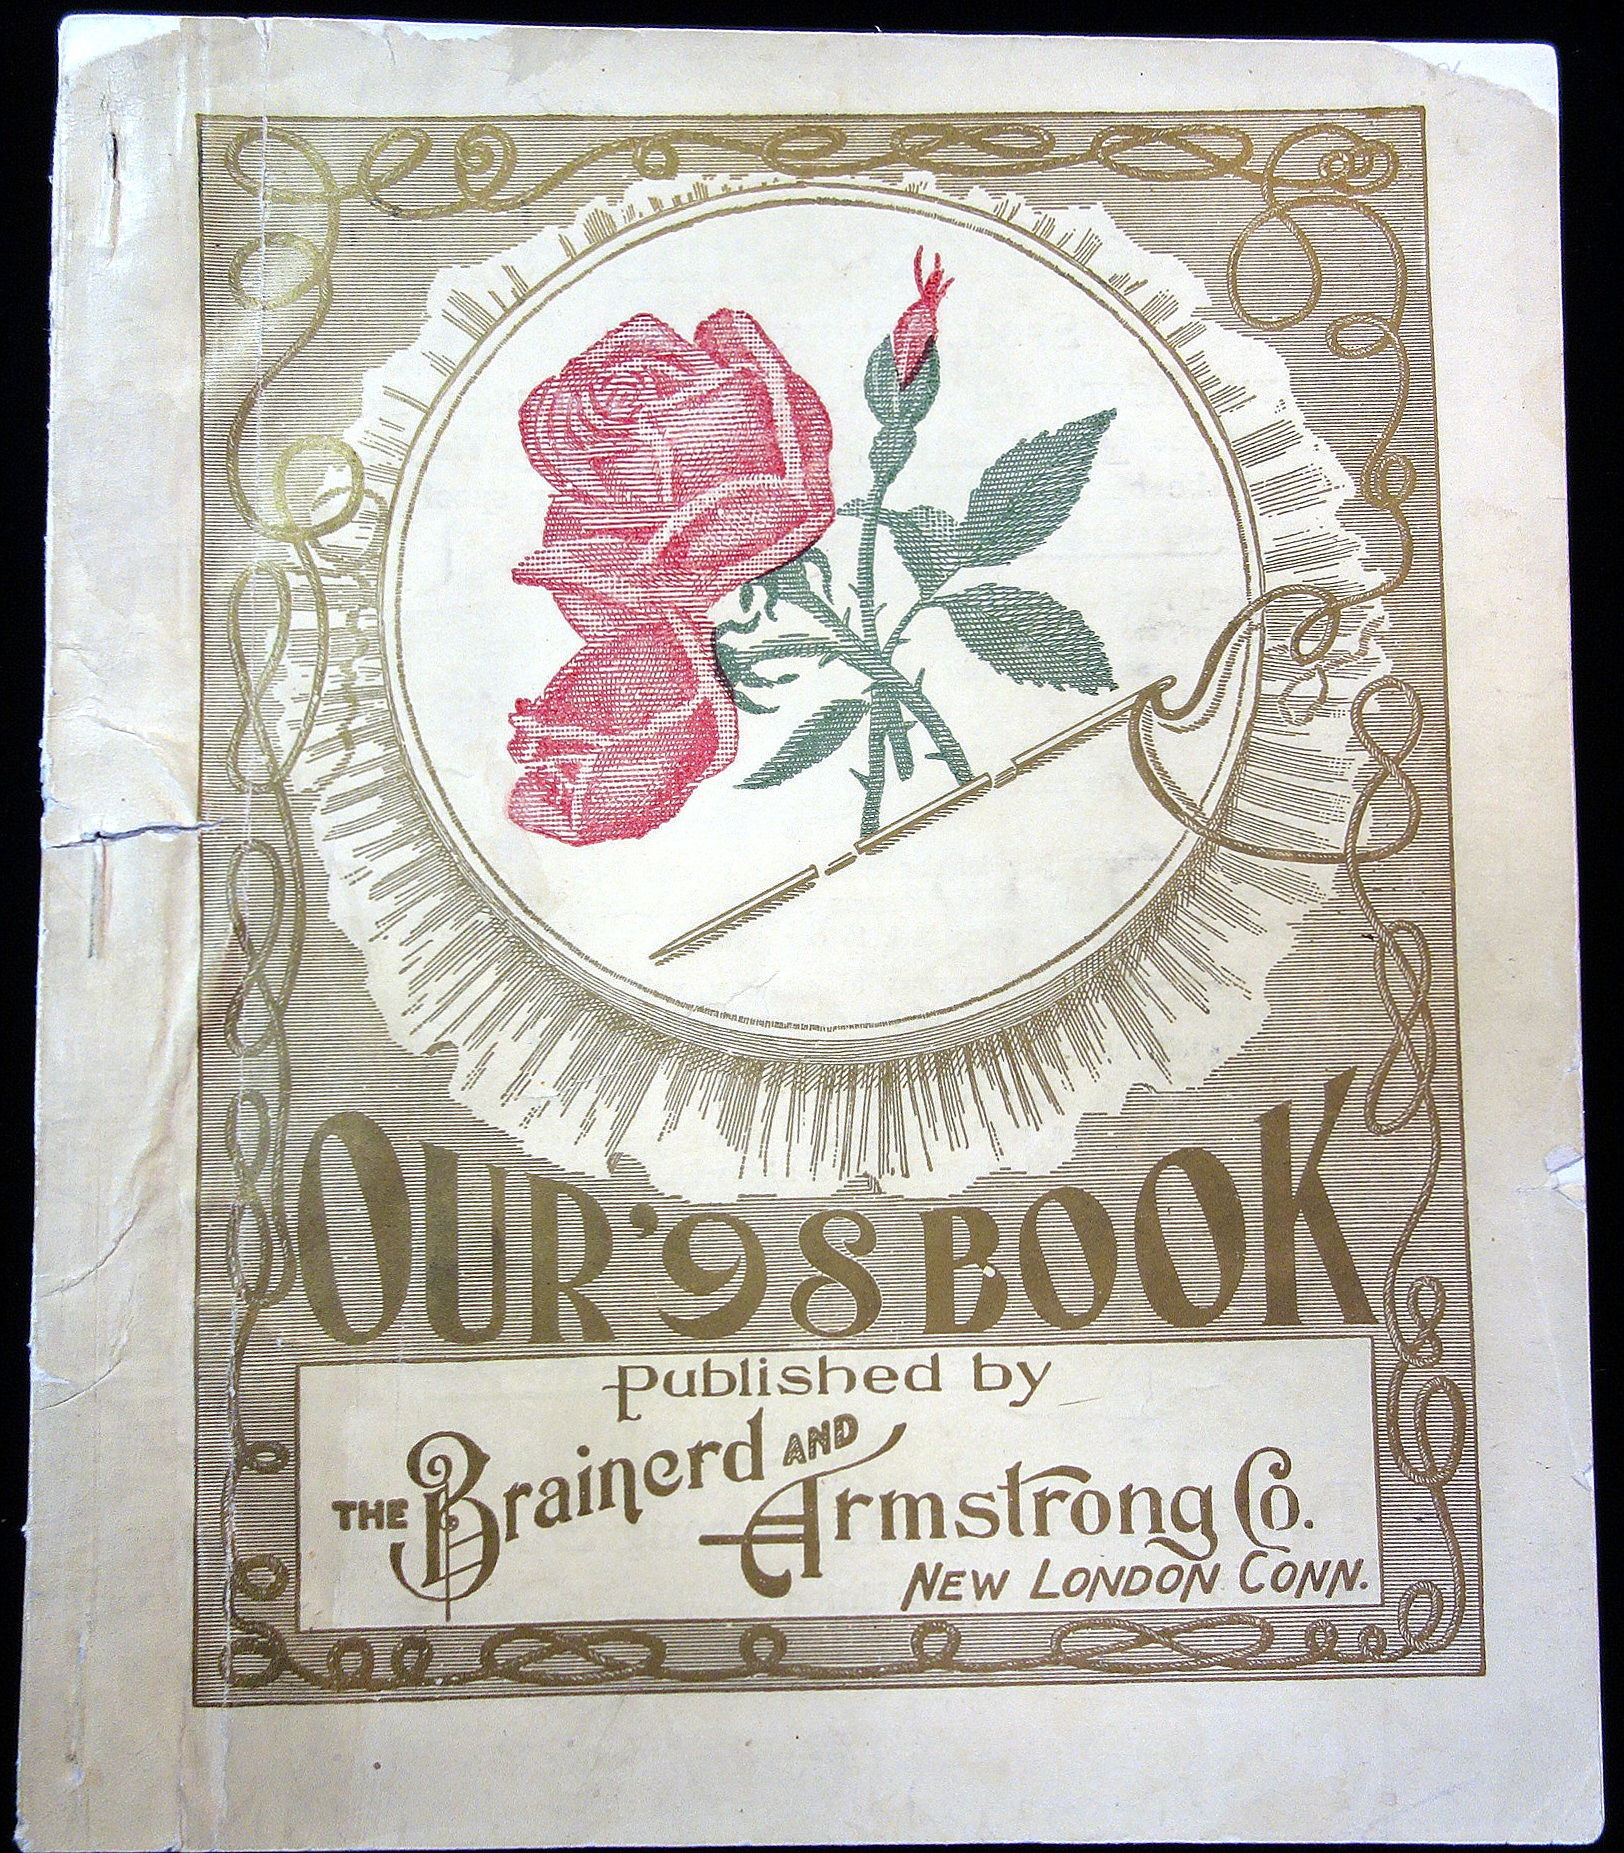 OUR '98 BOOK
Published by
THE Brainerd AND
Armstrong Co.
NEW LONDON CONN.